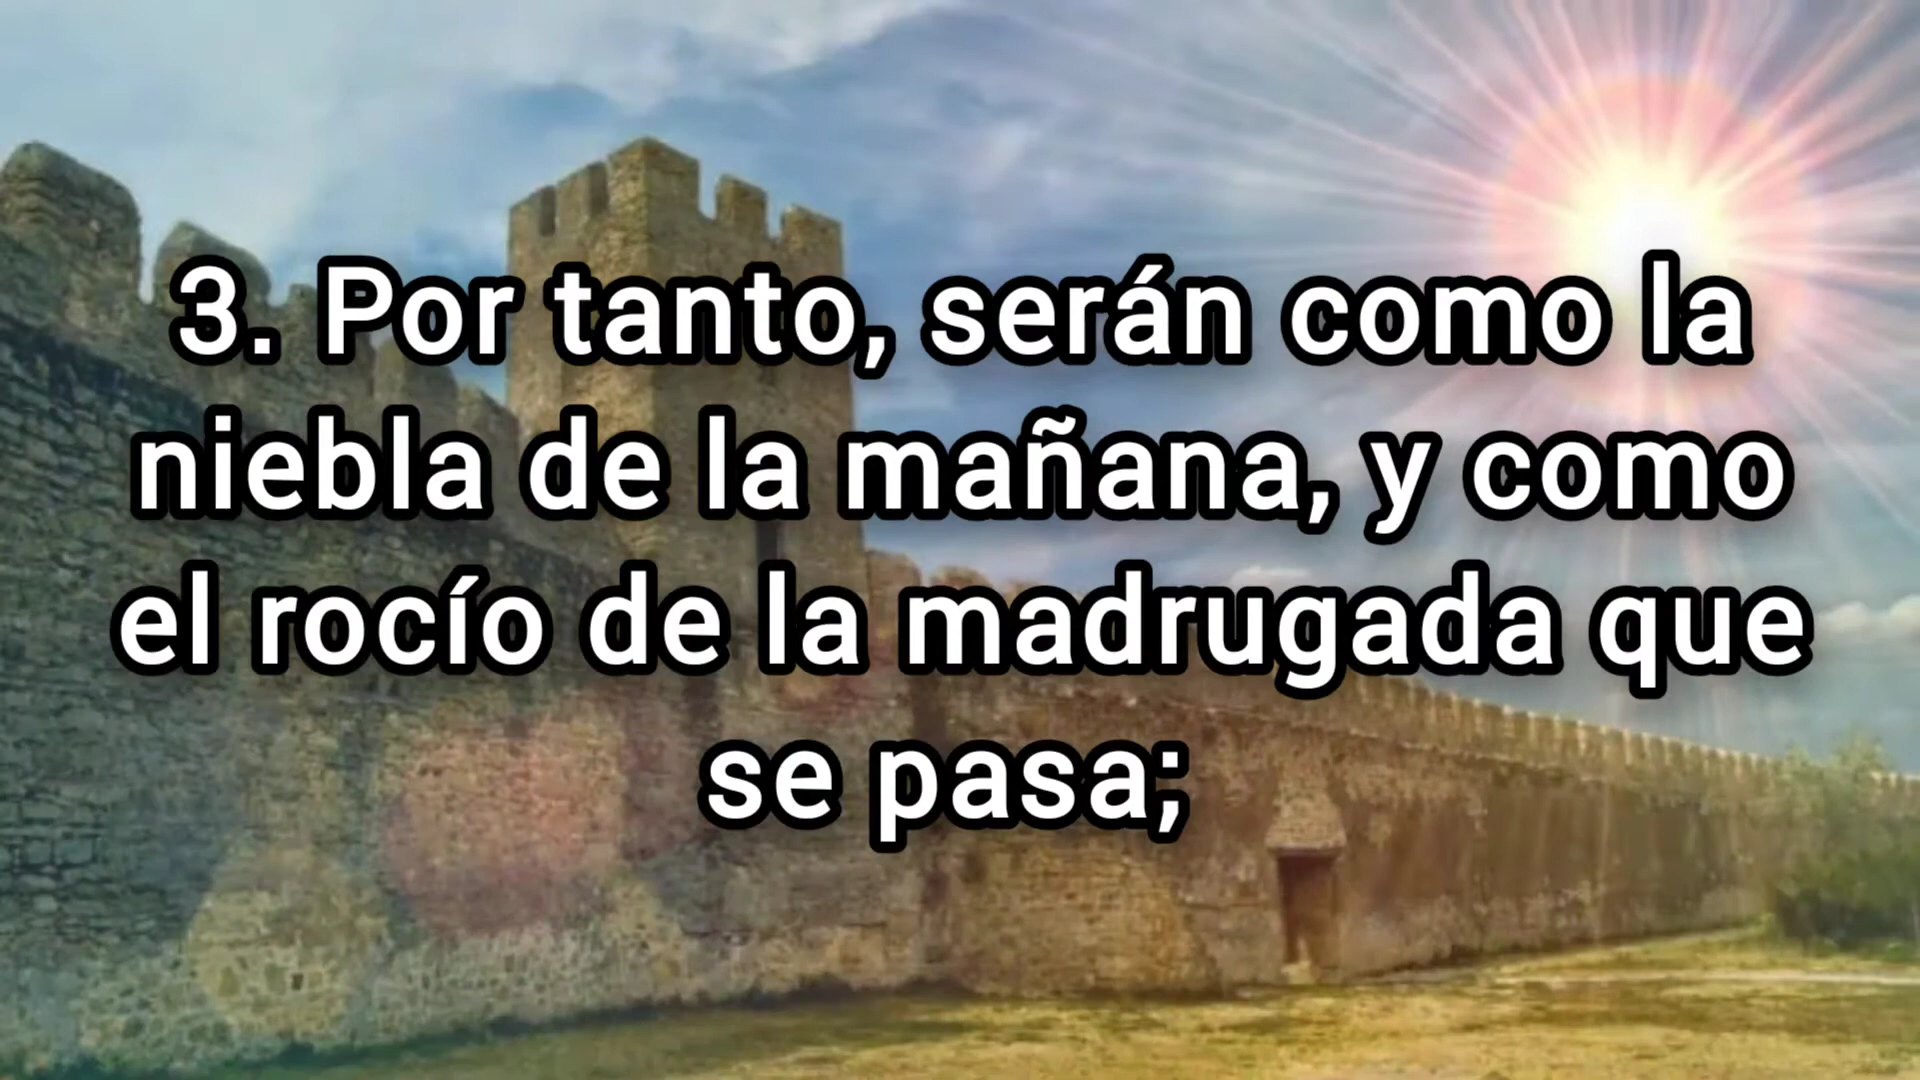 3. Por tanto, serán como la
niebla de la mañana, y como
el rocío de la madrugada que
se pasa;